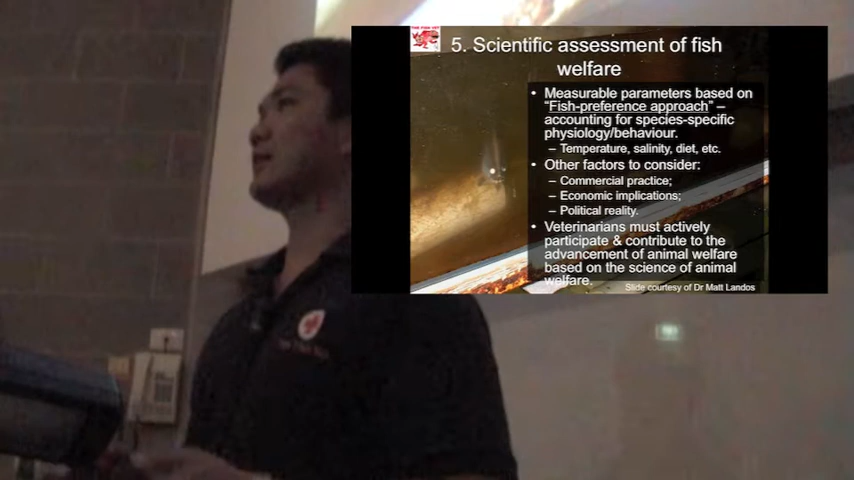 5. Scientific assessment of fish
welfare
• Measurable parameters based on
“Fish-preference approach” –
accounting for species-specific
physiology/behaviour.
– Temperature, salinity, diet, etc.
• Other factors to consider:
– Commercial practice;
– Economic implications;
– Political reality.
• Veterinarians must actively
participate & contribute to the
advancement of animal welfare
based on the science of animal
welfare.
Slide courtesy of Dr Matt Landos